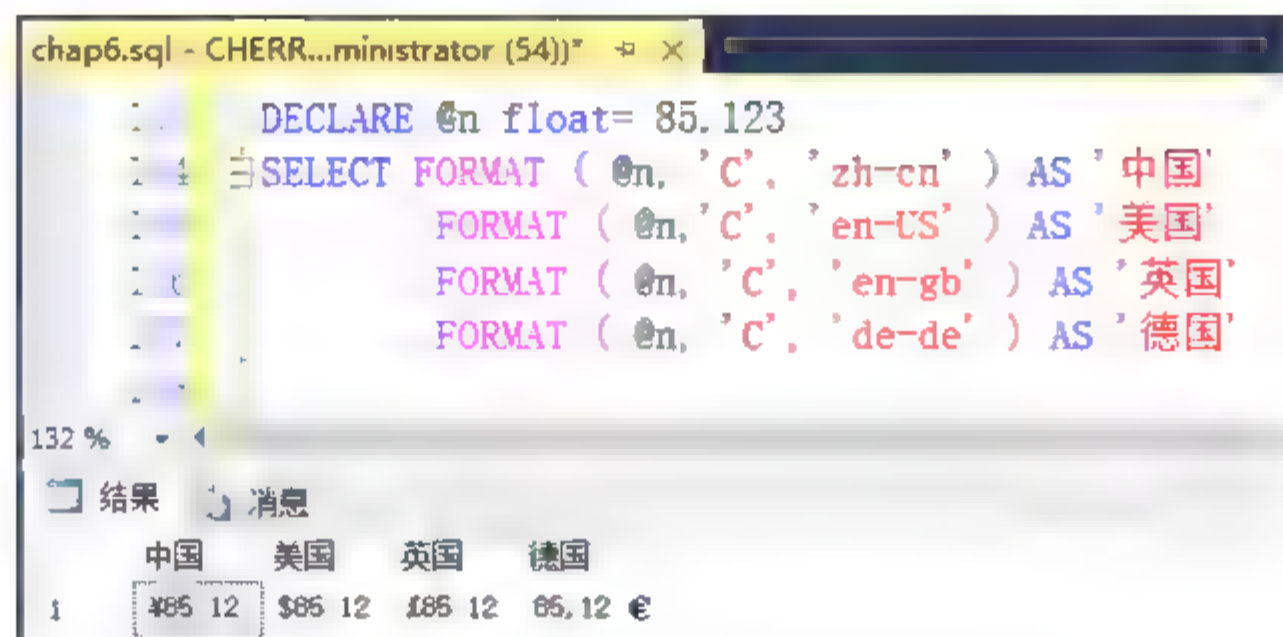 chap6.sql - CHERR...ministrator (54))*
DECLARE @n float= 85.123
SELECT FORMAT ( @n, 'C', 'zh-cn' ) AS '中国'
FORMAT ( @n, 'C', 'en-US' ) AS '美国'
FORMAT ( @n, 'C', 'en-gb' ) AS '英国'
FORMAT ( @n, 'C', 'de-de' ) AS '德国'
132 %
结果 消息
中国 美国 英国 德国
1 ¥85 12 $85 12 £85 12 85,12 €